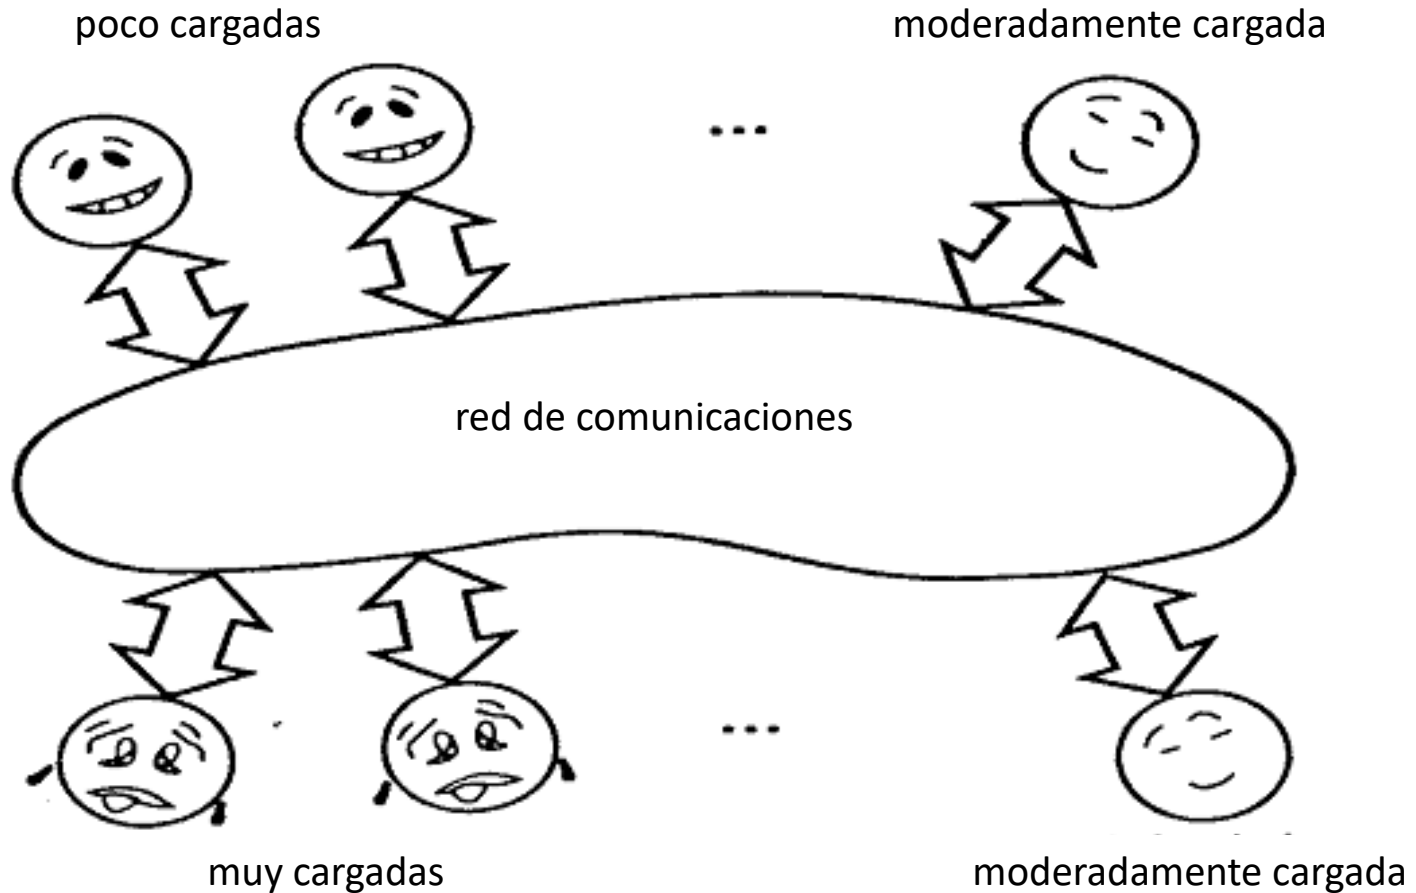 poco cargadas
moderadamente cargada
...
red de comunicaciones
...
muy cargadas
moderadamente cargada